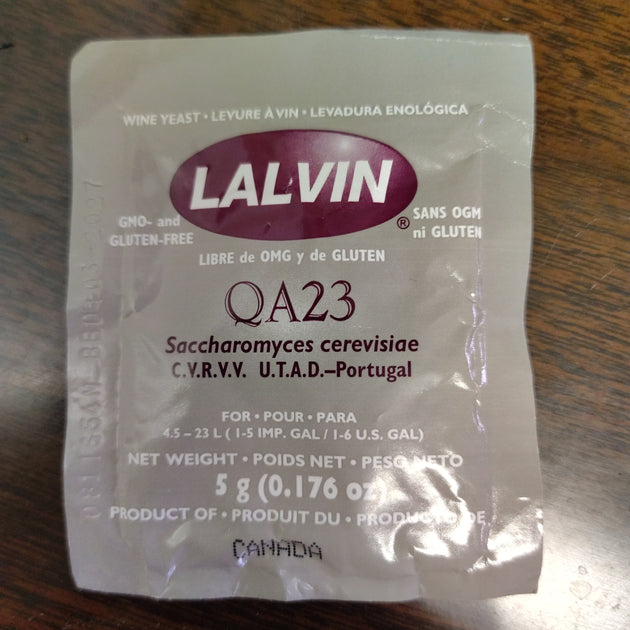 WINE YEAST • LEVURE À VIN • LEVADURA ENOLÓGICA
LALVIN®
GMO- and
GLUTEN-FREE
SANS OGM
ni GLUTEN
LIBRE de OMG y de GLUTEN
QA23
Saccharomyces cerevisiae
C.V.R.V.V. U.T.A.D.–Portugal
FOR • POUR • PARA
4.5 – 23 L ( 1-5 IMP. GAL / 1-6 U.S. GAL)
NET WEIGHT • POIDS NET • PESO NETO
5 g (0.176 oz)
PRODUCT OF • PRODUIT DU • PRODUCTO DE
CANADA